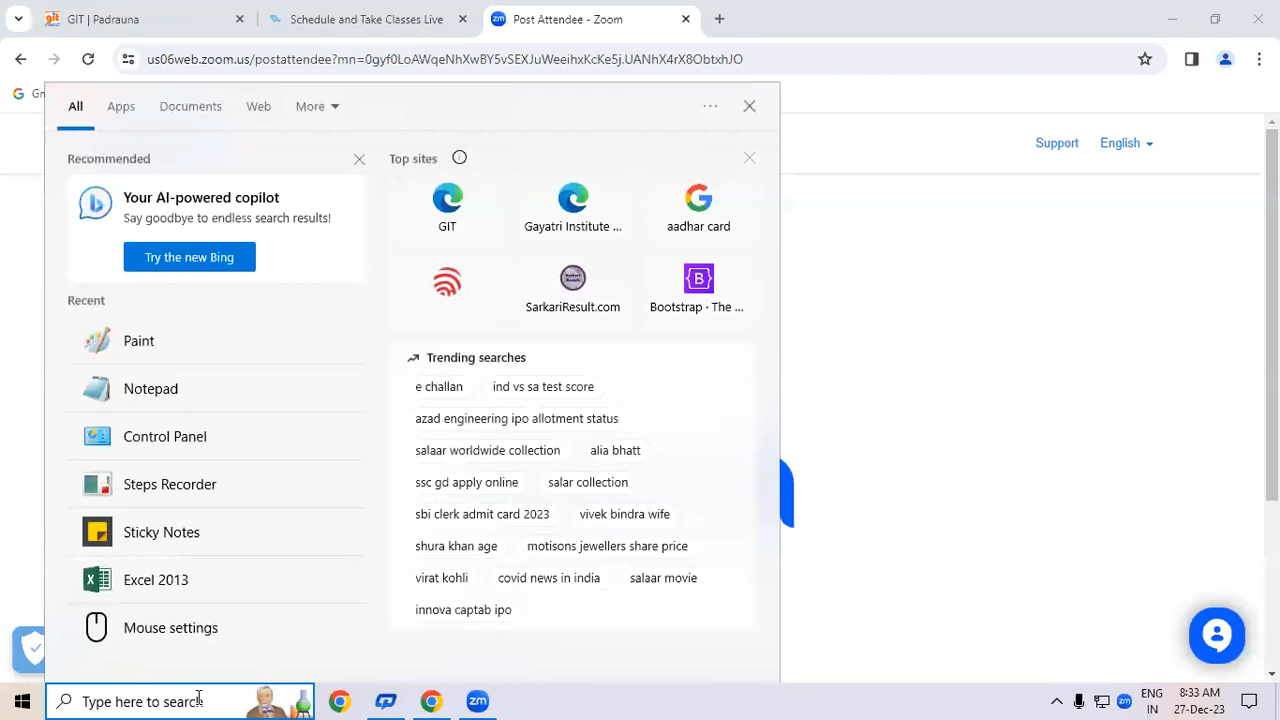 GIT | Padrauna
Schedule and Take Classes Live
Post Attendee - Zoom
us06web.zoom.us/postattendee?mn=0gyf0LoAWqeNhXwBY5vSEXJuWeeihxKcKe5j.UANhX4rX8ObtxhJO
All Apps Documents Web More
Support English
Recommended
Your AI-powered copilot
Say goodbye to endless search results!
Try the new Bing
Top sites
GIT Gayatri Institute ... aadhar card
SarkariResult.com Bootstrap · The ...
Recent
Paint
Notepad
Control Panel
Steps Recorder
Sticky Notes
Excel 2013
Mouse settings
Trending searches
e challan ind vs sa test score
azad engineering ipo allotment status
salaar worldwide collection alia bhatt
ssc gd apply online salar collection
sbi clerk admit card 2023 vivek bindra wife
shura khan age motisons jewellers share price
virat kohli covid news in india salaar movie
innova captab ipo
Type here to search
ENG
IN
8:33 AM
27-Dec-23